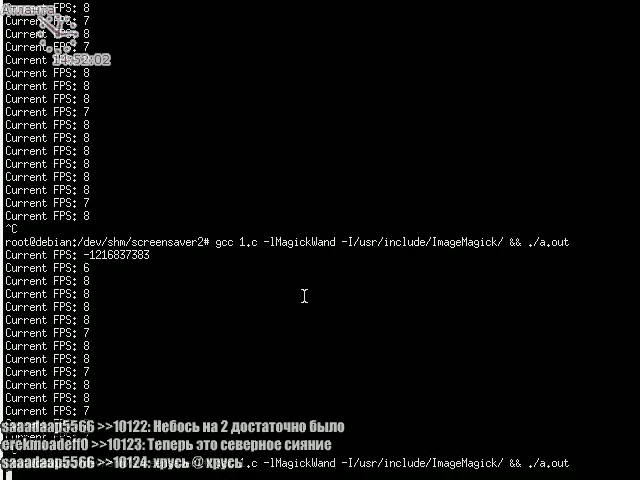 Атланта
Current FPS: 8
Current FPS: 7
Current FPS: 8
Current FPS: 7
Current
14:52:02
Current FPS: 8
Current FPS: 8
Current FPS: 8
Current FPS: 7
Current FPS: 8
Current FPS: 8
Current FPS: 8
Current FPS: 8
Current FPS: 8
Current FPS: 8
Current FPS: 7
Current FPS: 8
^C
root@debian:/dev/shm/screensaver2# gcc 1.c -lMagickWand -I/usr/include/ImageMagick/ && ./a.out
Current FPS: -1216837383
Current FPS: 6
Current FPS: 8
Current FPS: 8
Current FPS: 8
Current FPS: 8
Current FPS: 7
Current FPS: 8
Current FPS: 8
Current FPS: 7
Current FPS: 8
Current FPS: 8
Current FPS: 7
saaadaap5566 >>10122: Небось на 2 достаточно было
erekmoadeff0 >>10123: Теперь это северное сияние
saaadaap5566 >>10124: хрусь @ хрусь
1.c -lMagickWand -I/usr/include/ImageMagick/ && ./a.out